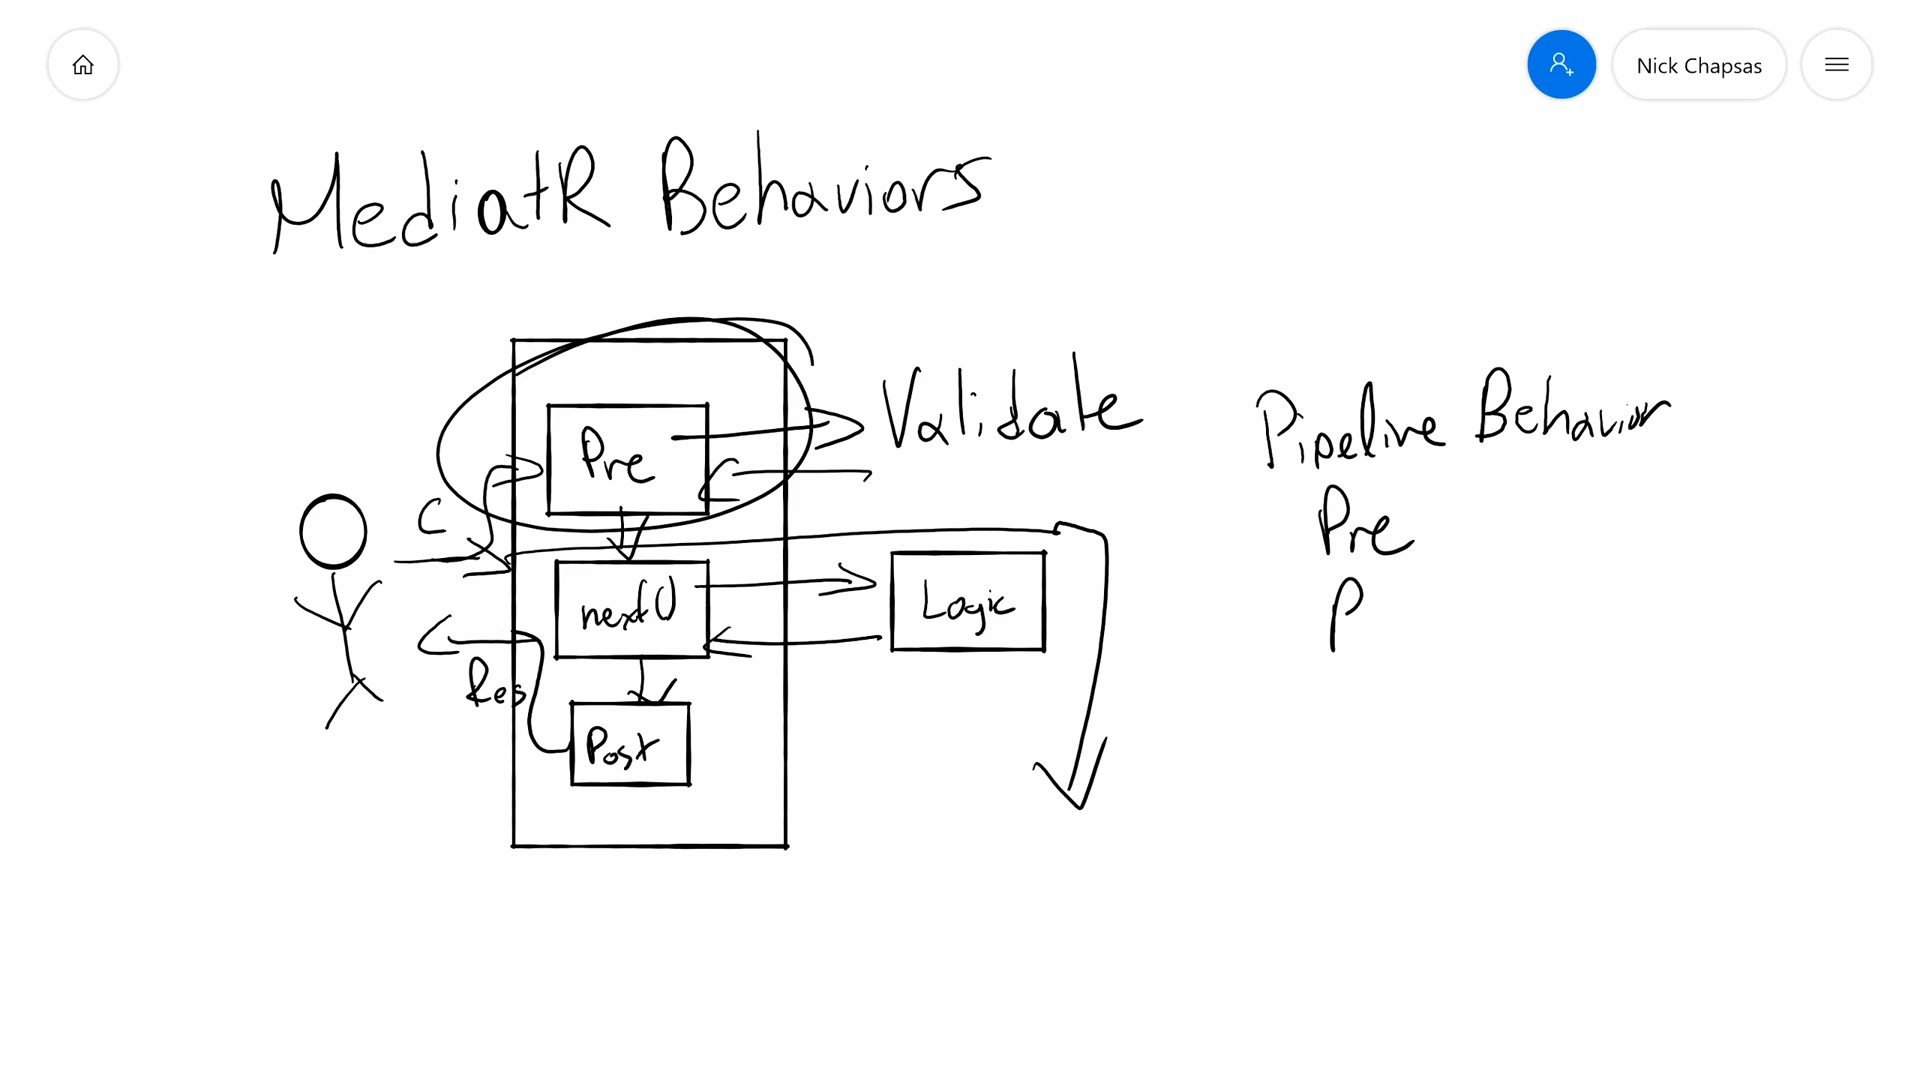 Nick Chapsas
MediatR Behaviors
Validate
Pipeline Behavior
Pre
Pre
C
P
next()
Logic
Res
Post